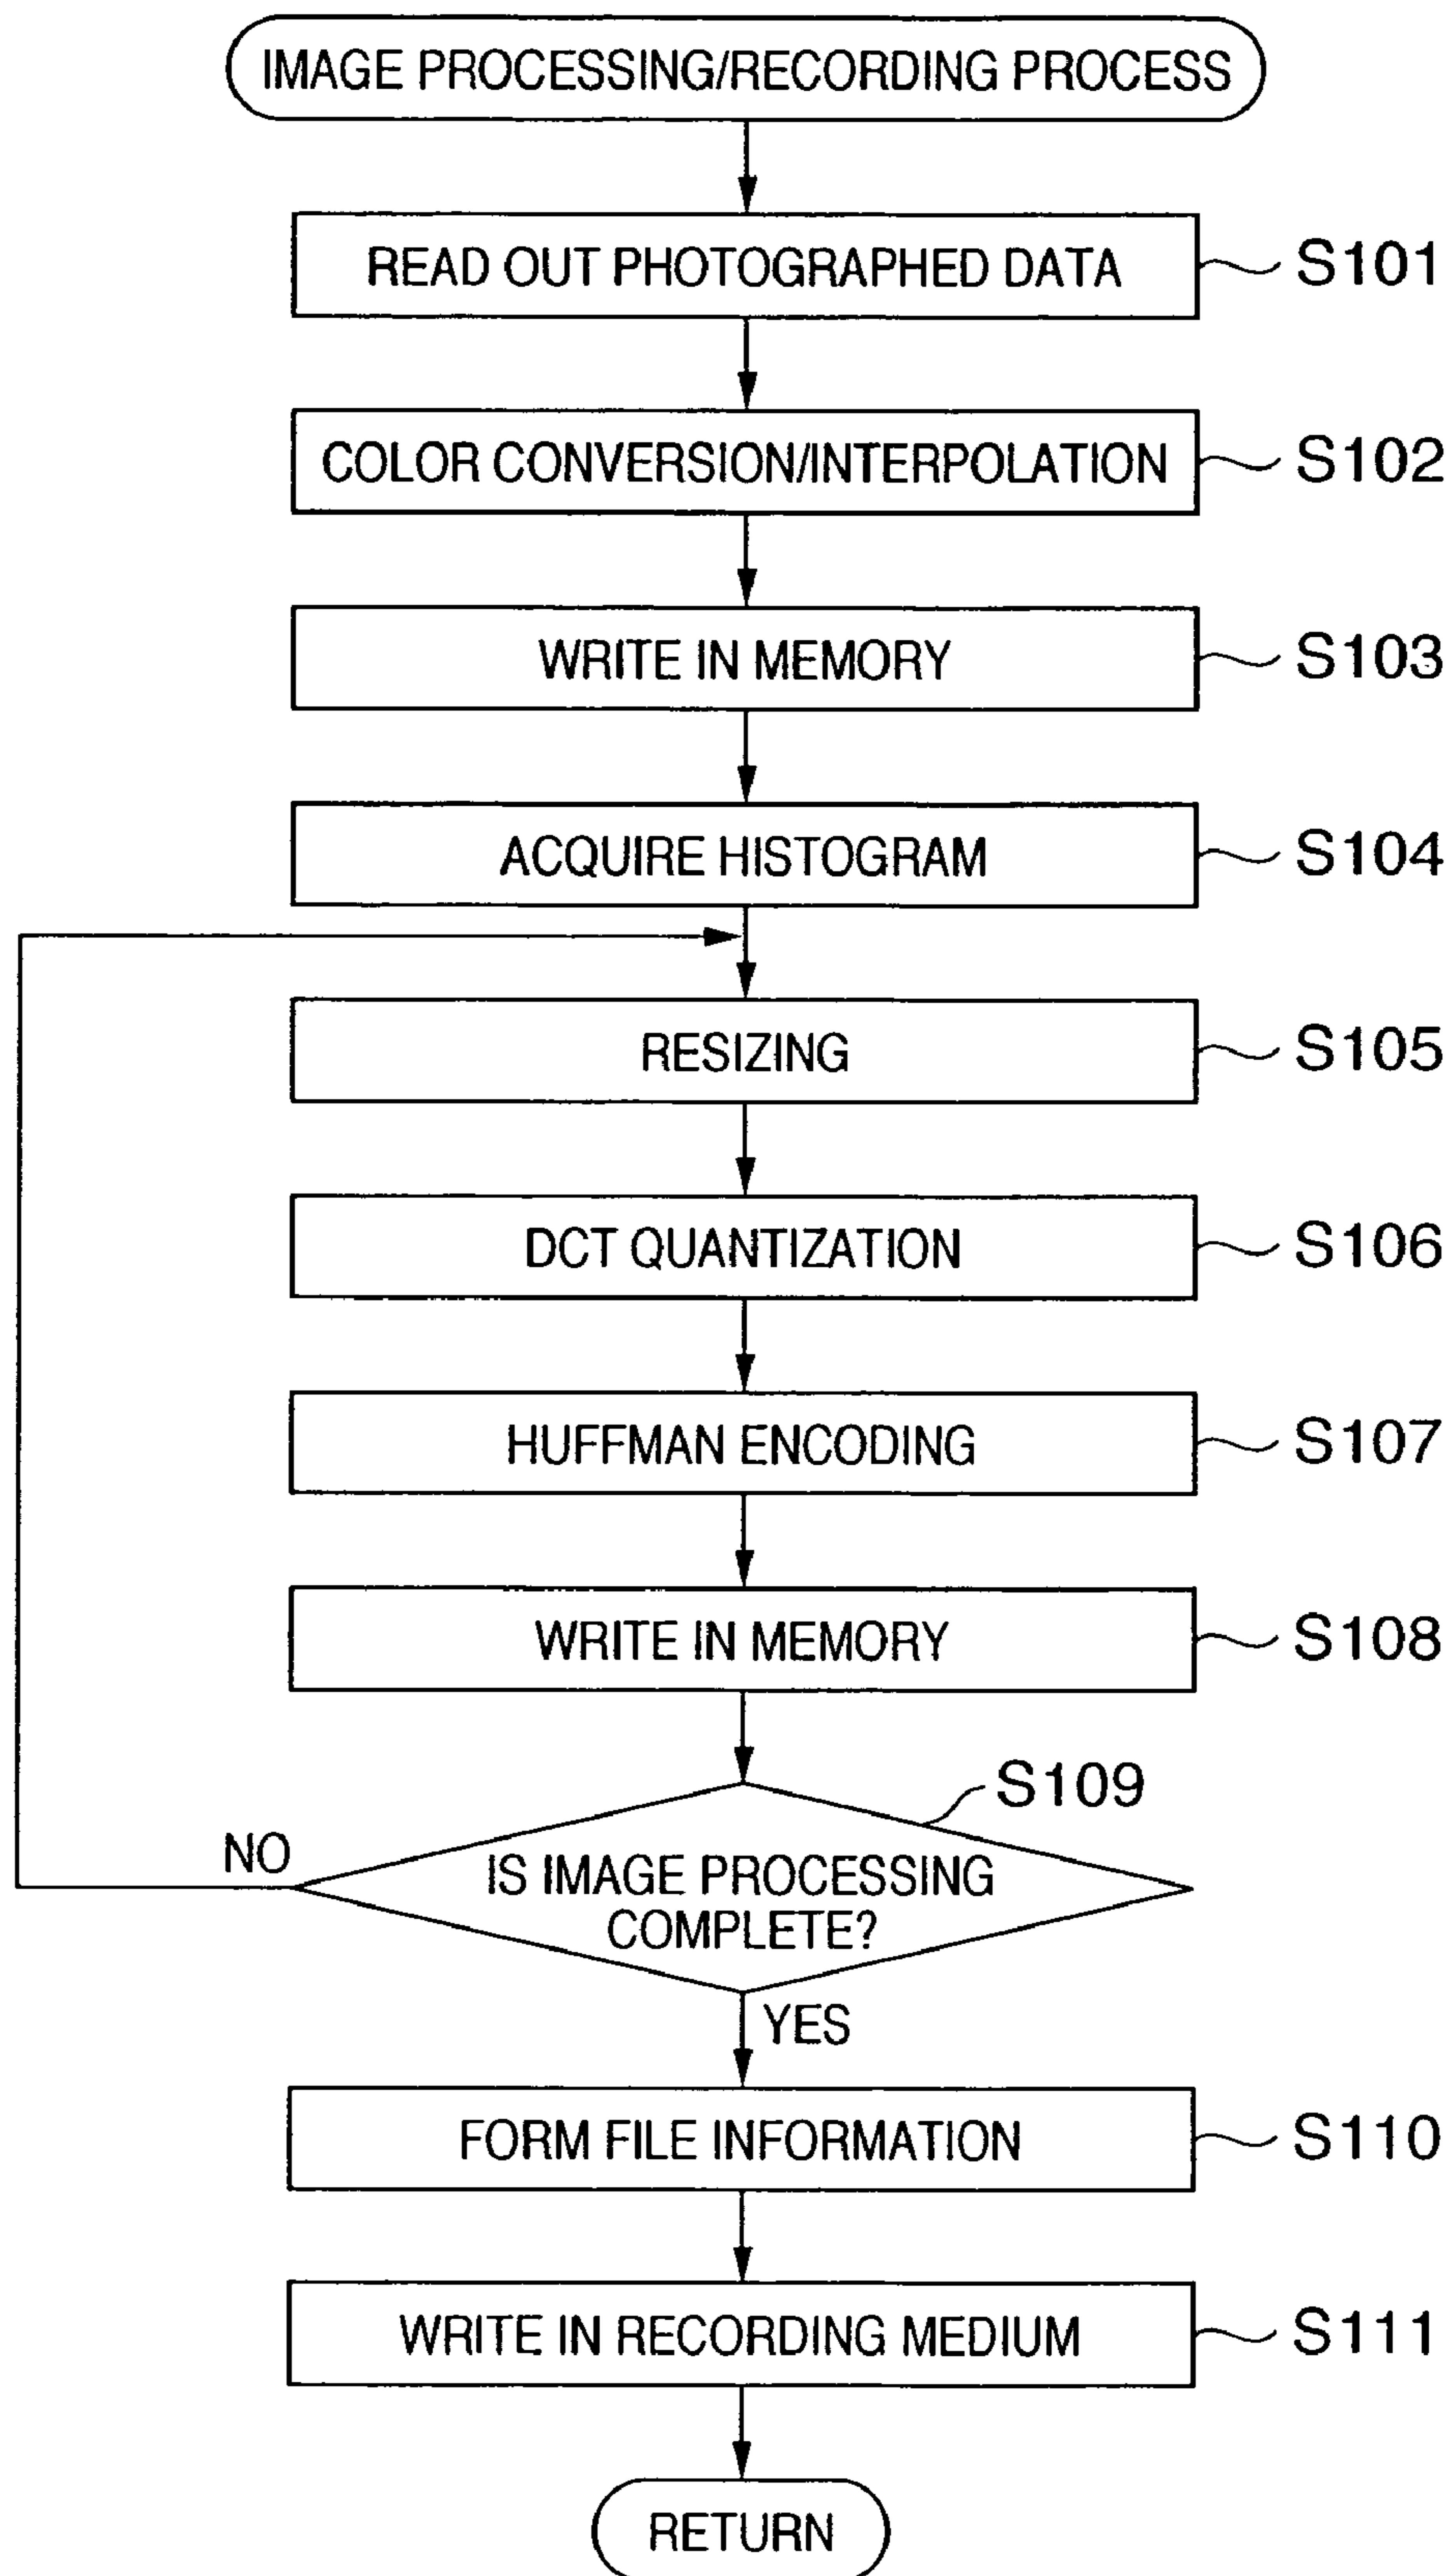 IMAGE PROCESSING/RECORDING PROCESS
READ OUT PHOTOGRAPHED DATA
S101
COLOR CONVERSION/INTERPOLATION
S102
WRITE IN MEMORY
S103
ACQUIRE HISTOGRAM
S104
RESIZING
S105
DCT QUANTIZATION
S106
HUFFMAN ENCODING
S107
WRITE IN MEMORY
S108
S109
NO
IS IMAGE PROCESSING
COMPLETE?
YES
FORM FILE INFORMATION
S110
WRITE IN RECORDING MEDIUM
S111
RETURN